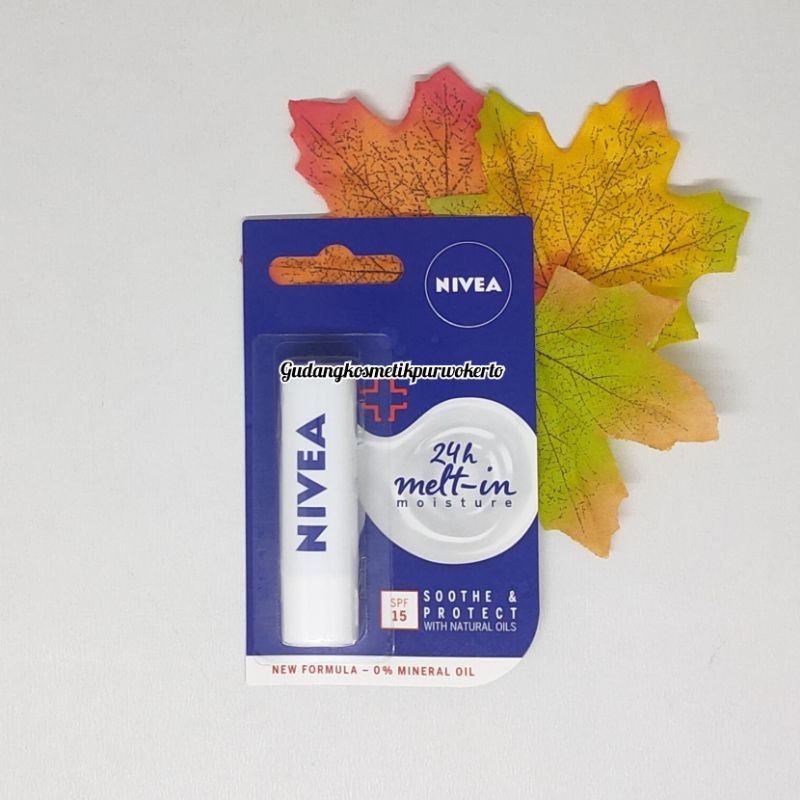 NIVEA
Gudangkosmetikpurwokerto
NIVEA
24h
melt-in
moisture
SPF
15
SOOTHE &
PROTECT
WITH NATURAL OILS
NEW FORMULA – 0% MINERAL OIL